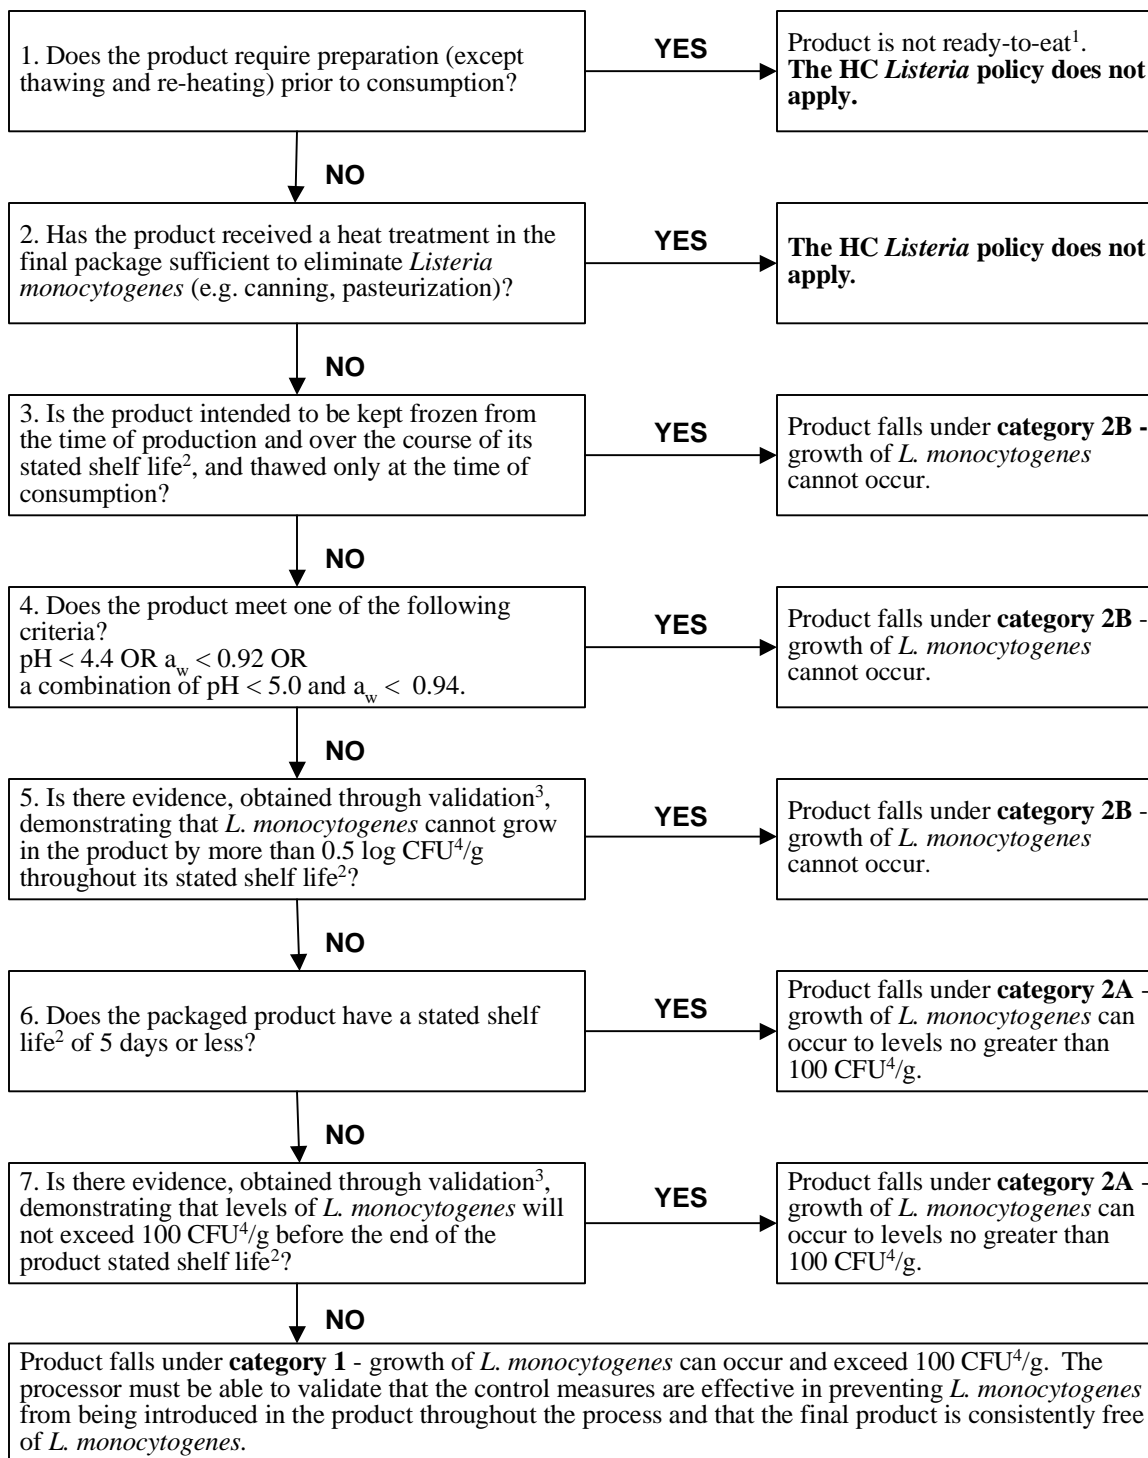 1. Does the product require preparation (except
thawing and re-heating) prior to consumption?
YES
Product is not ready-to-eat¹.
The HC Listeria policy does not
apply.
NO
2. Has the product received a heat treatment in the
final package sufficient to eliminate Listeria
monocytogenes (e.g. canning, pasteurization)?
YES
The HC Listeria policy does not
apply.
NO
3. Is the product intended to be kept frozen from
the time of production and over the course of its
stated shelf life², and thawed only at the time of
consumption?
YES
Product falls under category 2B -
growth of L. monocytogenes
cannot occur.
NO
4. Does the product meet one of the following
criteria?
pH < 4.4 OR a_w < 0.92 OR
a combination of pH < 5.0 and a_w < 0.94.
YES
Product falls under category 2B -
growth of L. monocytogenes
cannot occur.
NO
5. Is there evidence, obtained through validation³,
demonstrating that L. monocytogenes cannot grow
in the product by more than 0.5 log CFU⁴/g
throughout its stated shelf life²?
YES
Product falls under category 2B -
growth of L. monocytogenes
cannot occur.
NO
6. Does the packaged product have a stated shelf
life² of 5 days or less?
YES
Product falls under category 2A -
growth of L. monocytogenes can
occur to levels no greater than
100 CFU⁴/g.
NO
7. Is there evidence, obtained through validation³,
demonstrating that levels of L. monocytogenes will
not exceed 100 CFU⁴/g before the end of the
product stated shelf life²?
YES
Product falls under category 2A -
growth of L. monocytogenes can
occur to levels no greater than
100 CFU⁴/g.
NO
Product falls under category 1 - growth of L. monocytogenes can occur and exceed 100 CFU⁴/g. The
processor must be able to validate that the control measures are effective in preventing L. monocytogenes
from being introduced in the product throughout the process and that the final product is consistently free
of L. monocytogenes.